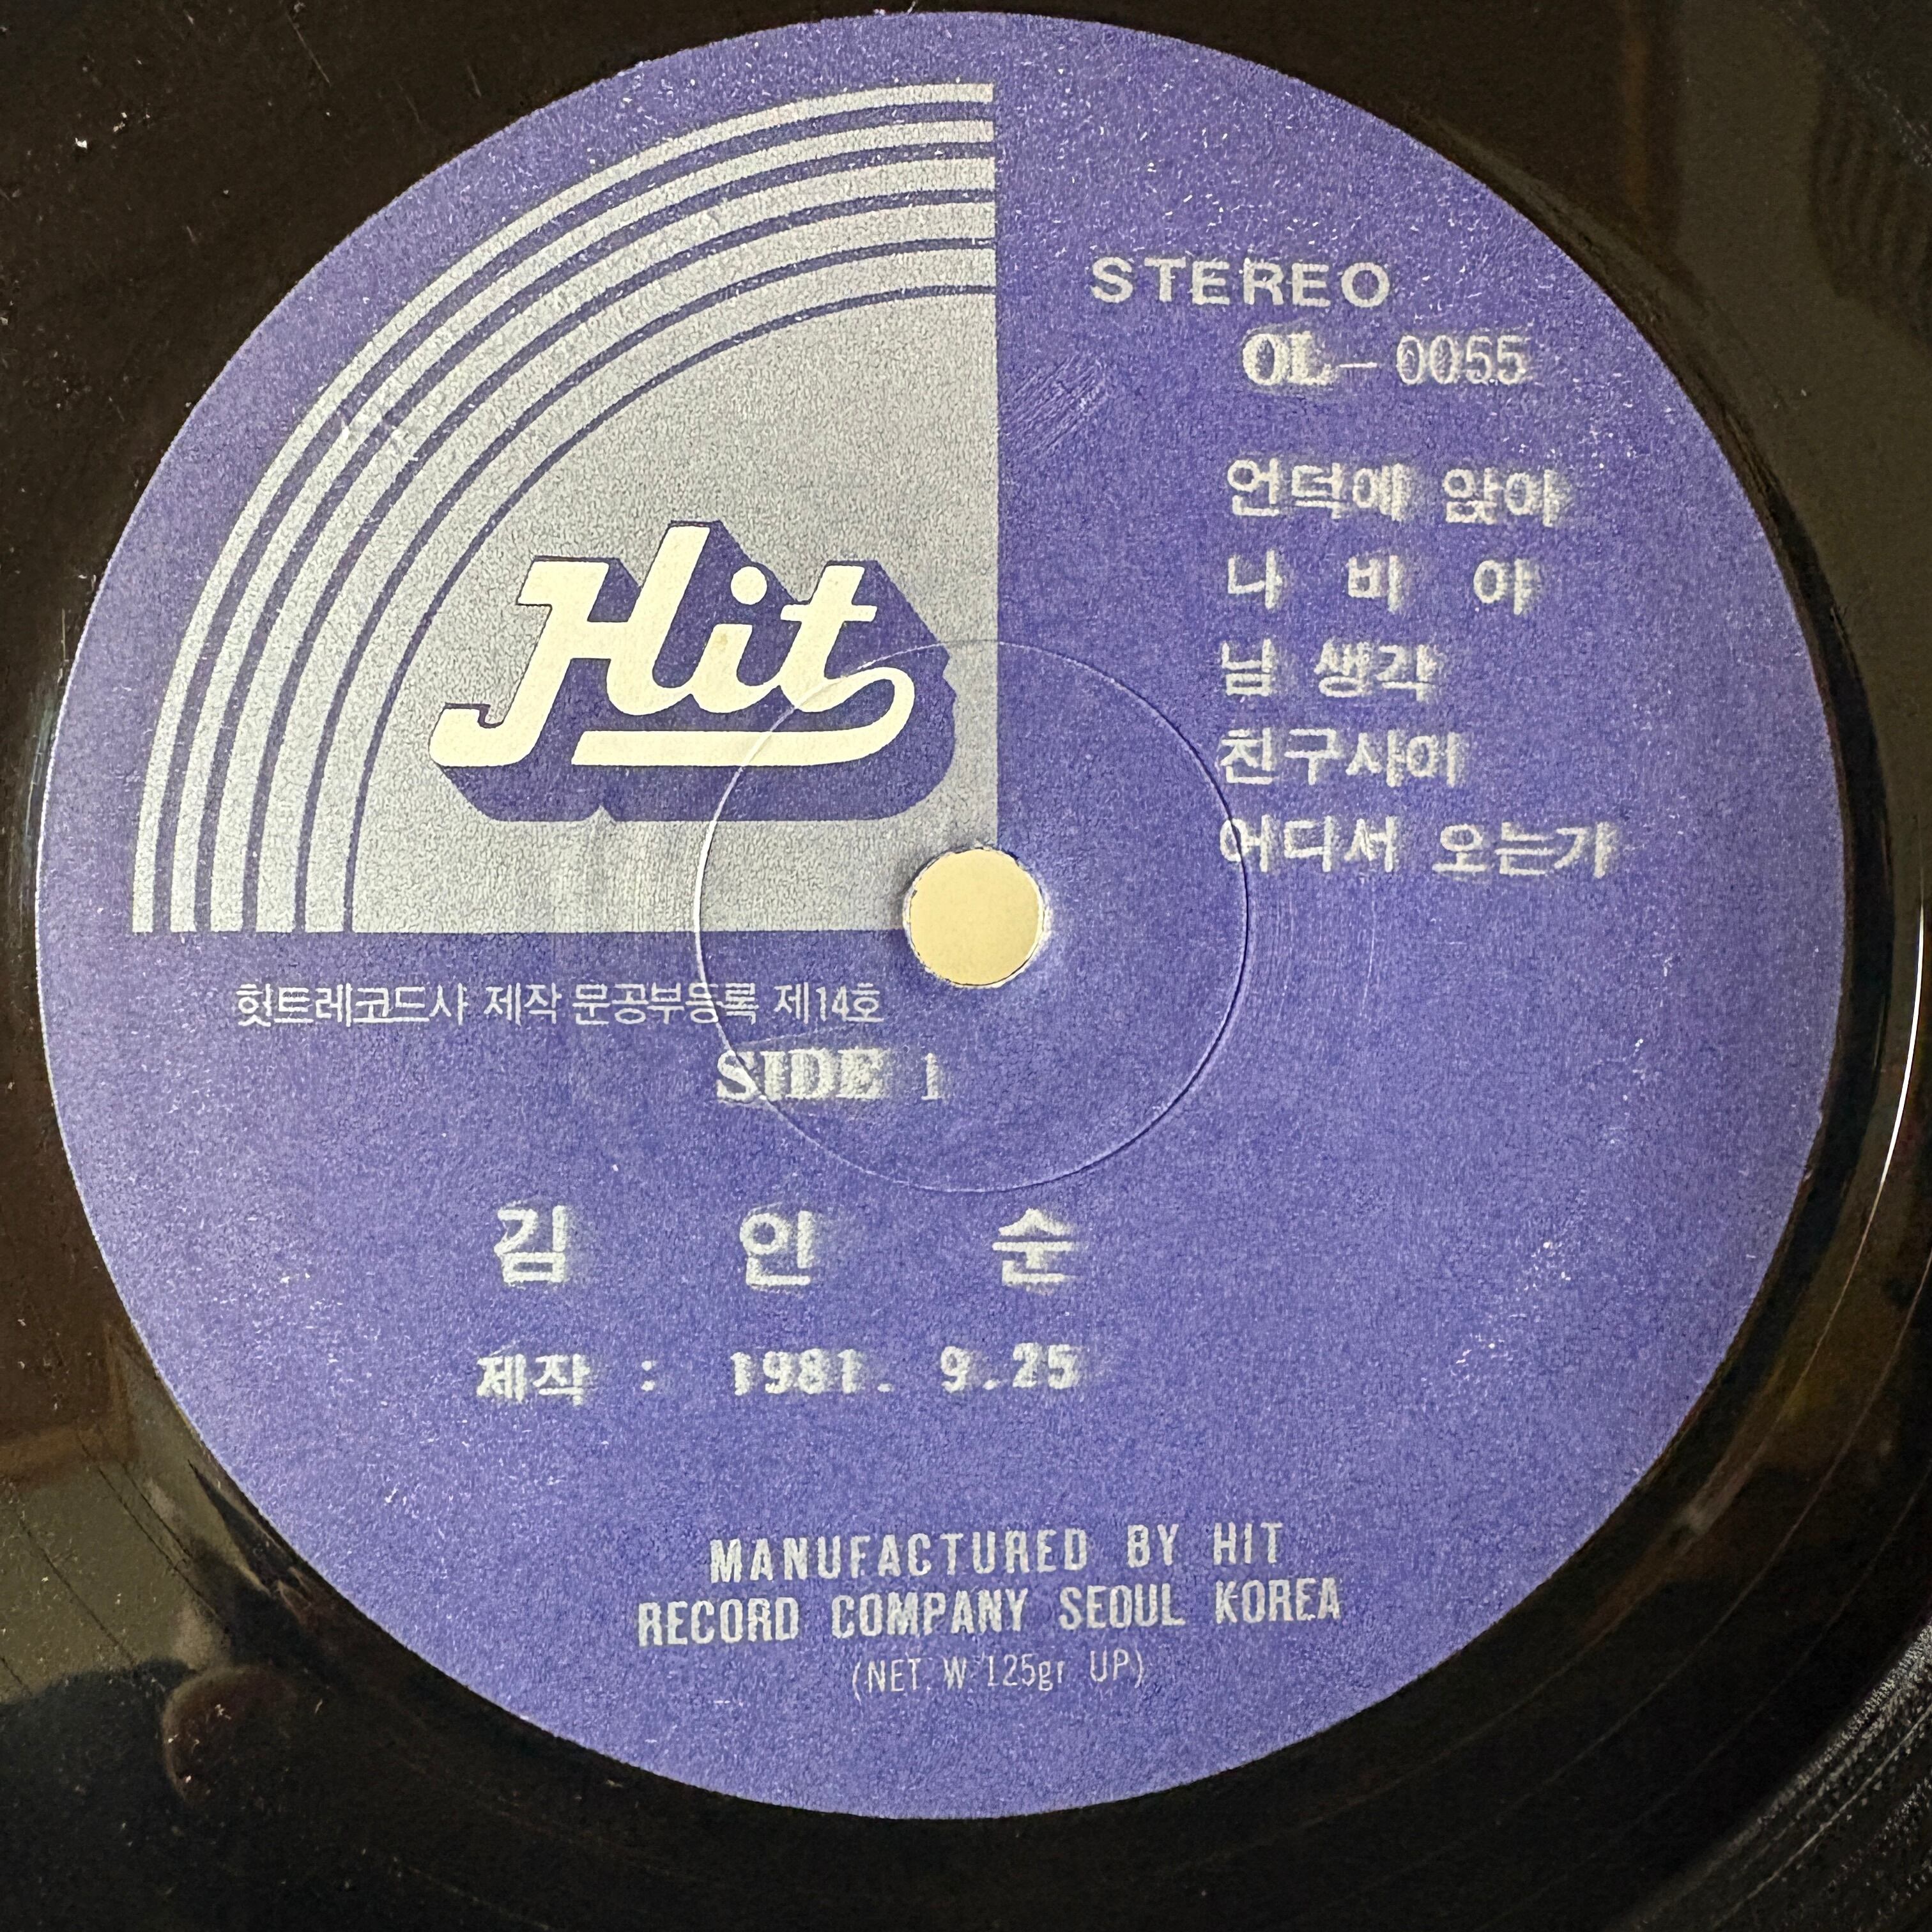 STEREO
OL-0055
언덕에 앉아
나 비 야
님 생각
친구사이
어디서 오는가
Hit
힛트레코드사 제작 문공부등록 제14호
SIDE 1
김 인 순
제작 : 1981. 9.25
MANUFACTURED BY HIT
RECORD COMPANY SEOUL KOREA
(NET. W 125gr UP)